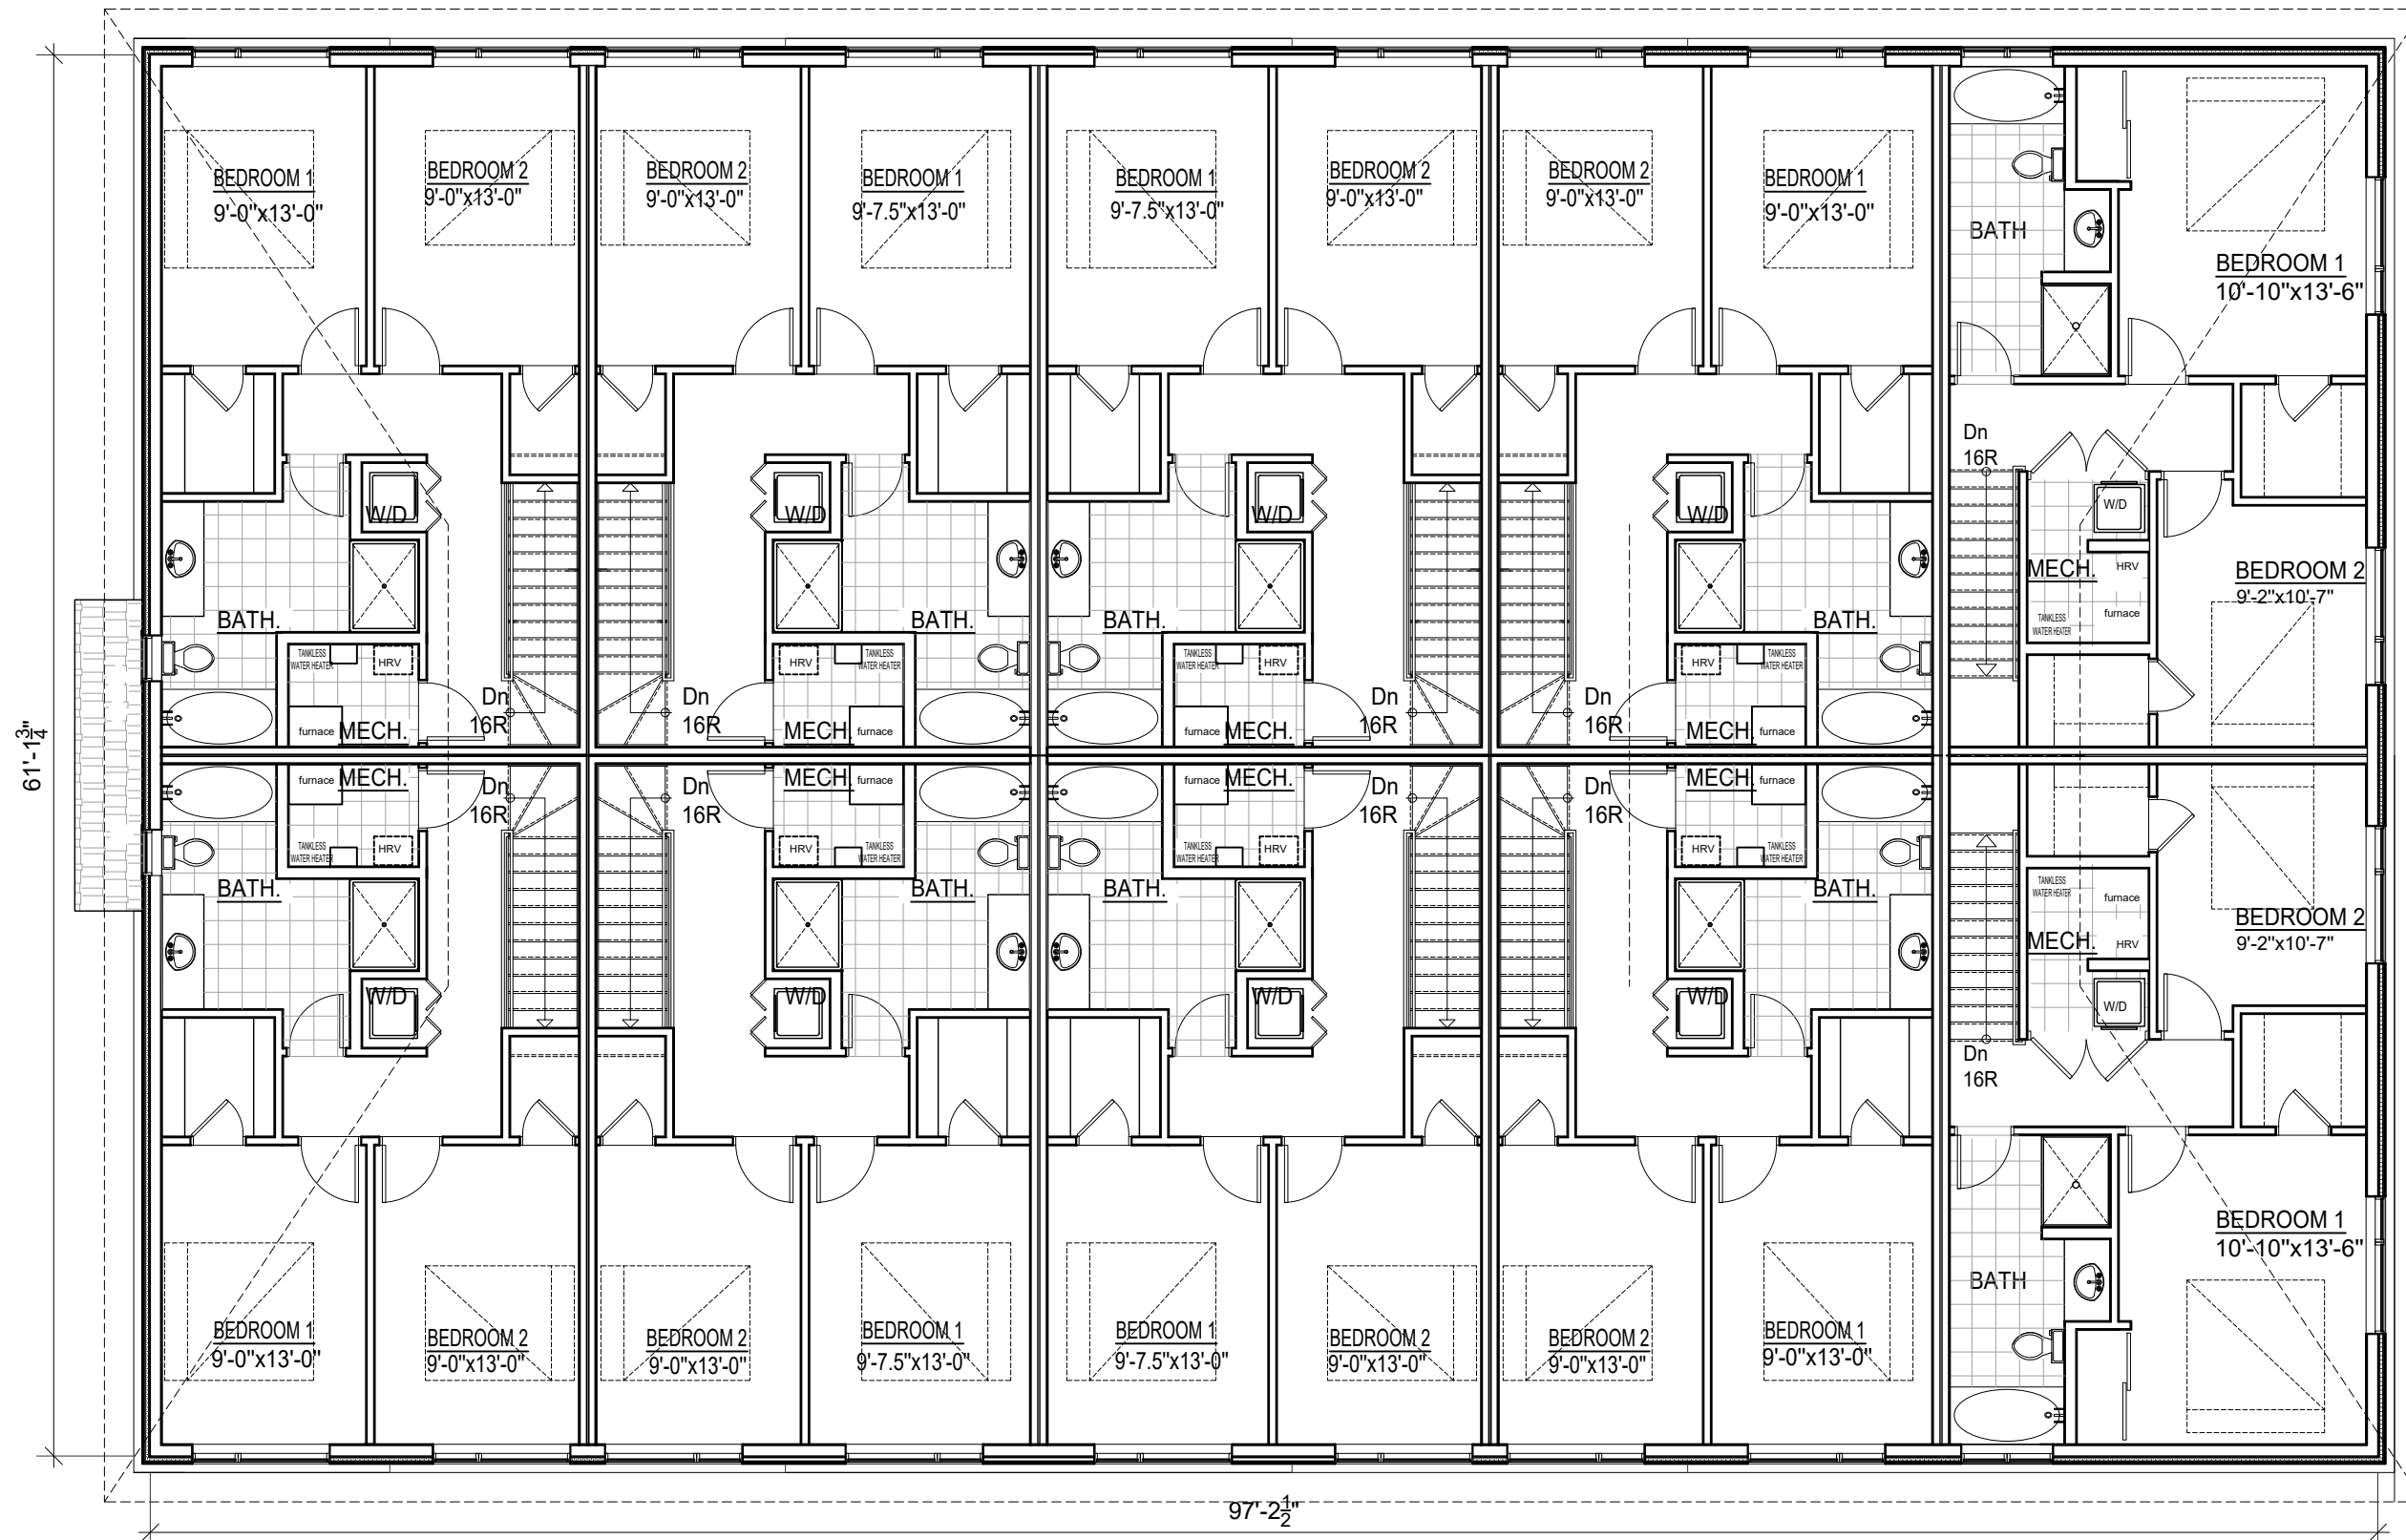 BEDROOM 1
9'-0"x13'-0"
BEDROOM 2
9'-0"x13'-0"
BEDROOM 2
9'-0"x13'-0"
BEDROOM 1
9'-7.5"x13'-0"
BEDROOM 1
9'-7.5"x13'-0"
BEDROOM 2
9'-0"x13'-0"
BEDROOM 2
9'-0"x13'-0"
BEDROOM 1
9'-0"x13'-0"
BATH
BEDROOM 1
10'-10"x13'-6"
Dn
16R
W/D
W/D
W/D
W/D
W/D
MECH.
HRV
TANKLESS
WATER HEATER
furnace
BEDROOM 2
9'-2"x10'-7"
BATH.
TANKLESS
WATER HEATER
HRV
furnace
MECH.
Dn
16R
Dn
16R
HRV
TANKLESS
WATER HEATER
MECH.
furnace
BATH.
BATH.
TANKLESS
WATER HEATER
HRV
furnace
MECH.
Dn
16R
Dn
16R
HRV
TANKLESS
WATER HEATER
MECH.
furnace
BATH.
61'-1 3/4"
furnace
MECH.
TANKLESS
WATER HEATER
HRV
BATH.
Dn
16R
Dn
16R
MECH.
furnace
HRV
TANKLESS
WATER HEATER
BATH.
furnace
MECH.
TANKLESS
WATER HEATER
HRV
BATH.
Dn
16R
Dn
16R
MECH.
furnace
HRV
TANKLESS
WATER HEATER
BATH.
TANKLESS
WATER HEATER
furnace
MECH.
HRV
BEDROOM 2
9'-2"x10'-7"
W/D
W/D
W/D
W/D
W/D
Dn
16R
BATH
BEDROOM 1
10'-10"x13'-6"
BEDROOM 1
9'-0"x13'-0"
BEDROOM 2
9'-0"x13'-0"
BEDROOM 2
9'-0"x13'-0"
BEDROOM 1
9'-7.5"x13'-0"
BEDROOM 1
9'-7.5"x13'-0"
BEDROOM 2
9'-0"x13'-0"
BEDROOM 2
9'-0"x13'-0"
BEDROOM 1
9'-0"x13'-0"
97'-2 1/2"